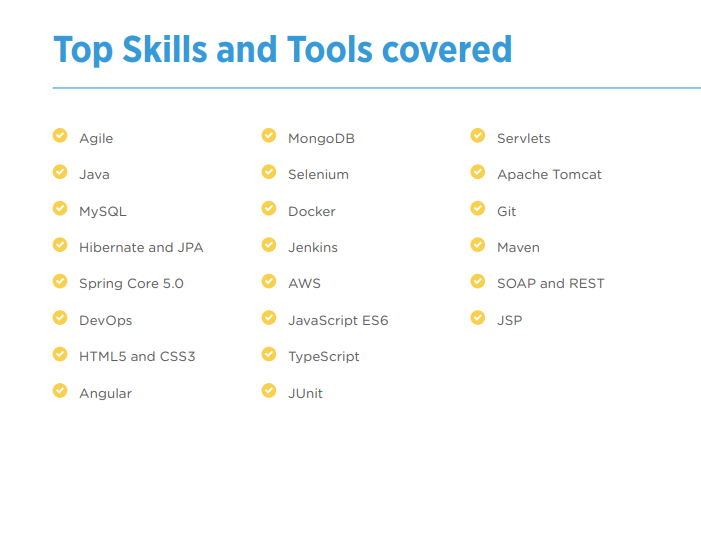 Top Skills and Tools covered
Agile
Java
MySQL
Hibernate and JPA
Spring Core 5.0
DevOps
HTML5 and CSS3
Angular
MongoDB
Selenium
Docker
Jenkins
AWS
JavaScript ES6
TypeScript
JUnit
Servlets
Apache Tomcat
Git
Maven
SOAP and REST
JSP